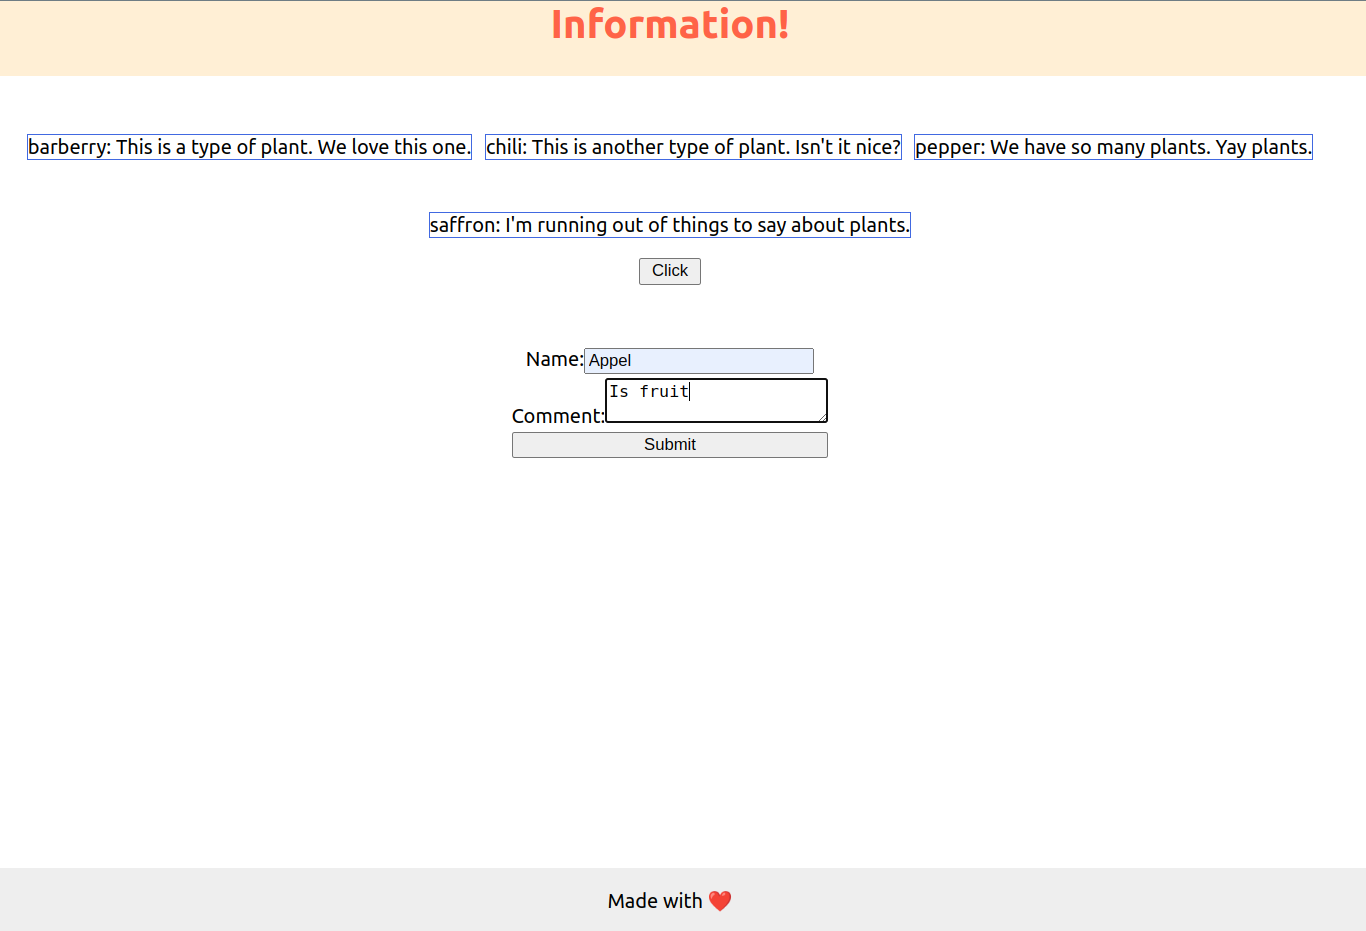 Information!
barberry: This is a type of plant. We love this one. chili: This is another type of plant. Isn't it nice? pepper: We have so many plants. Yay plants.
saffron: I'm running out of things to say about plants.
Click
Name: Appel
Comment: Is fruit
Submit
Made with ❤️